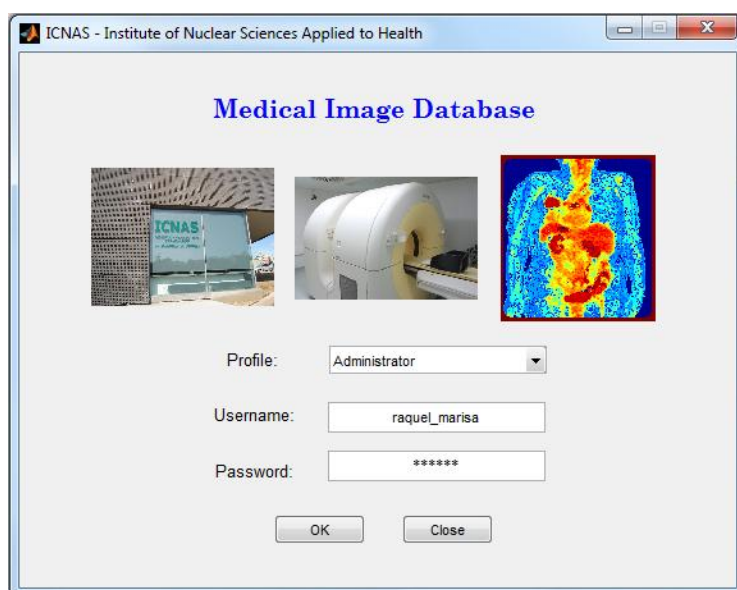 ICNAS - Institute of Nuclear Sciences Applied to Health
Medical Image Database
ICNAS
Profile:
Administrator
Username:
raquel_marisa
Password:
******
OK
Close